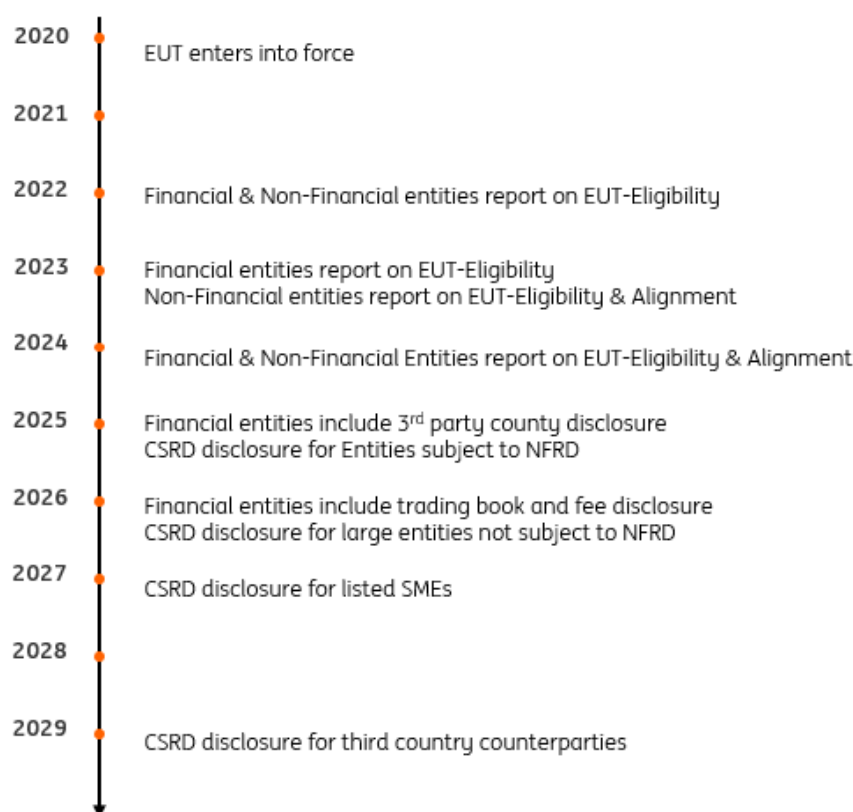 2020
EUT enters into force
2021
2022
Financial & Non-Financial entities report on EUT-Eligibility
2023
Financial entities report on EUT-Eligibility
Non-Financial entities report on EUT-Eligibility & Alignment
2024
Financial & Non-Financial Entities report on EUT-Eligibility & Alignment
2025
Financial entities include 3rd party county disclosure
CSRD disclosure for Entities subject to NFRD
2026
Financial entities include trading book and fee disclosure
CSRD disclosure for large entities not subject to NFRD
2027
CSRD disclosure for listed SMEs
2028
2029
CSRD disclosure for third country counterparties